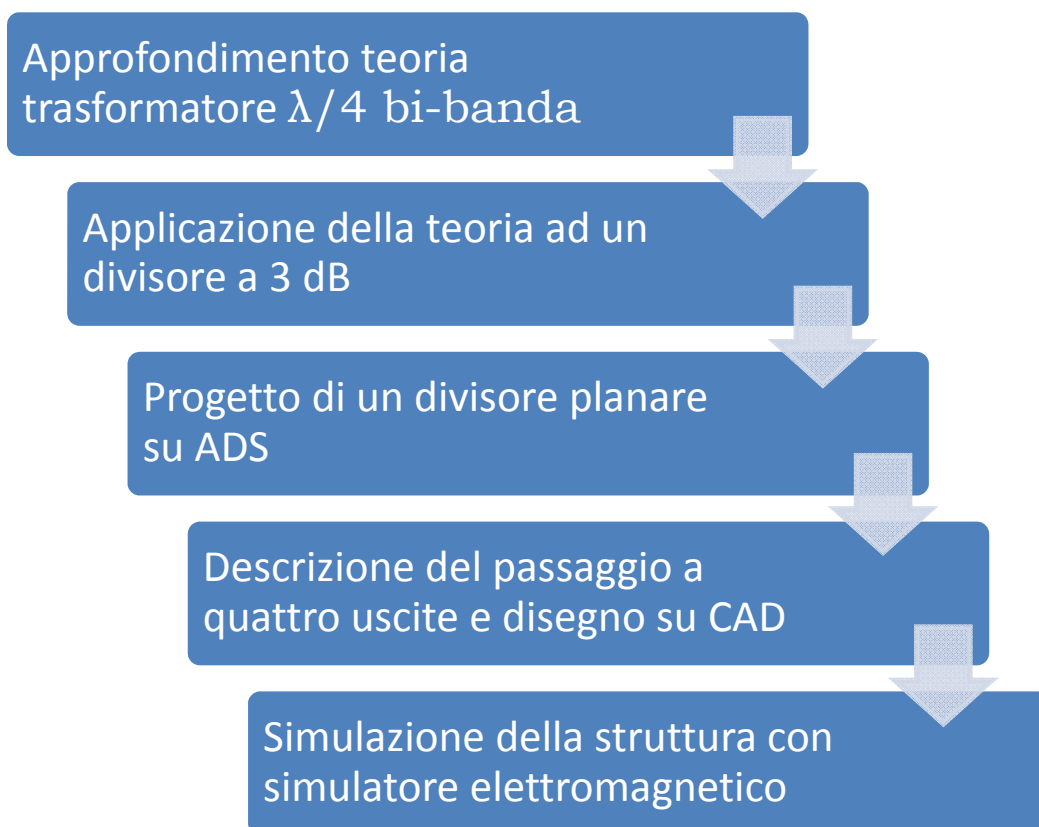 Approfondimento teoria
trasformatore λ/4 bi-banda
Applicazione della teoria ad un
divisore a 3 dB
Progetto di un divisore planare
su ADS
Descrizione del passaggio a
quattro uscite e disegno su CAD
Simulazione della struttura con
simulatore elettromagnetico